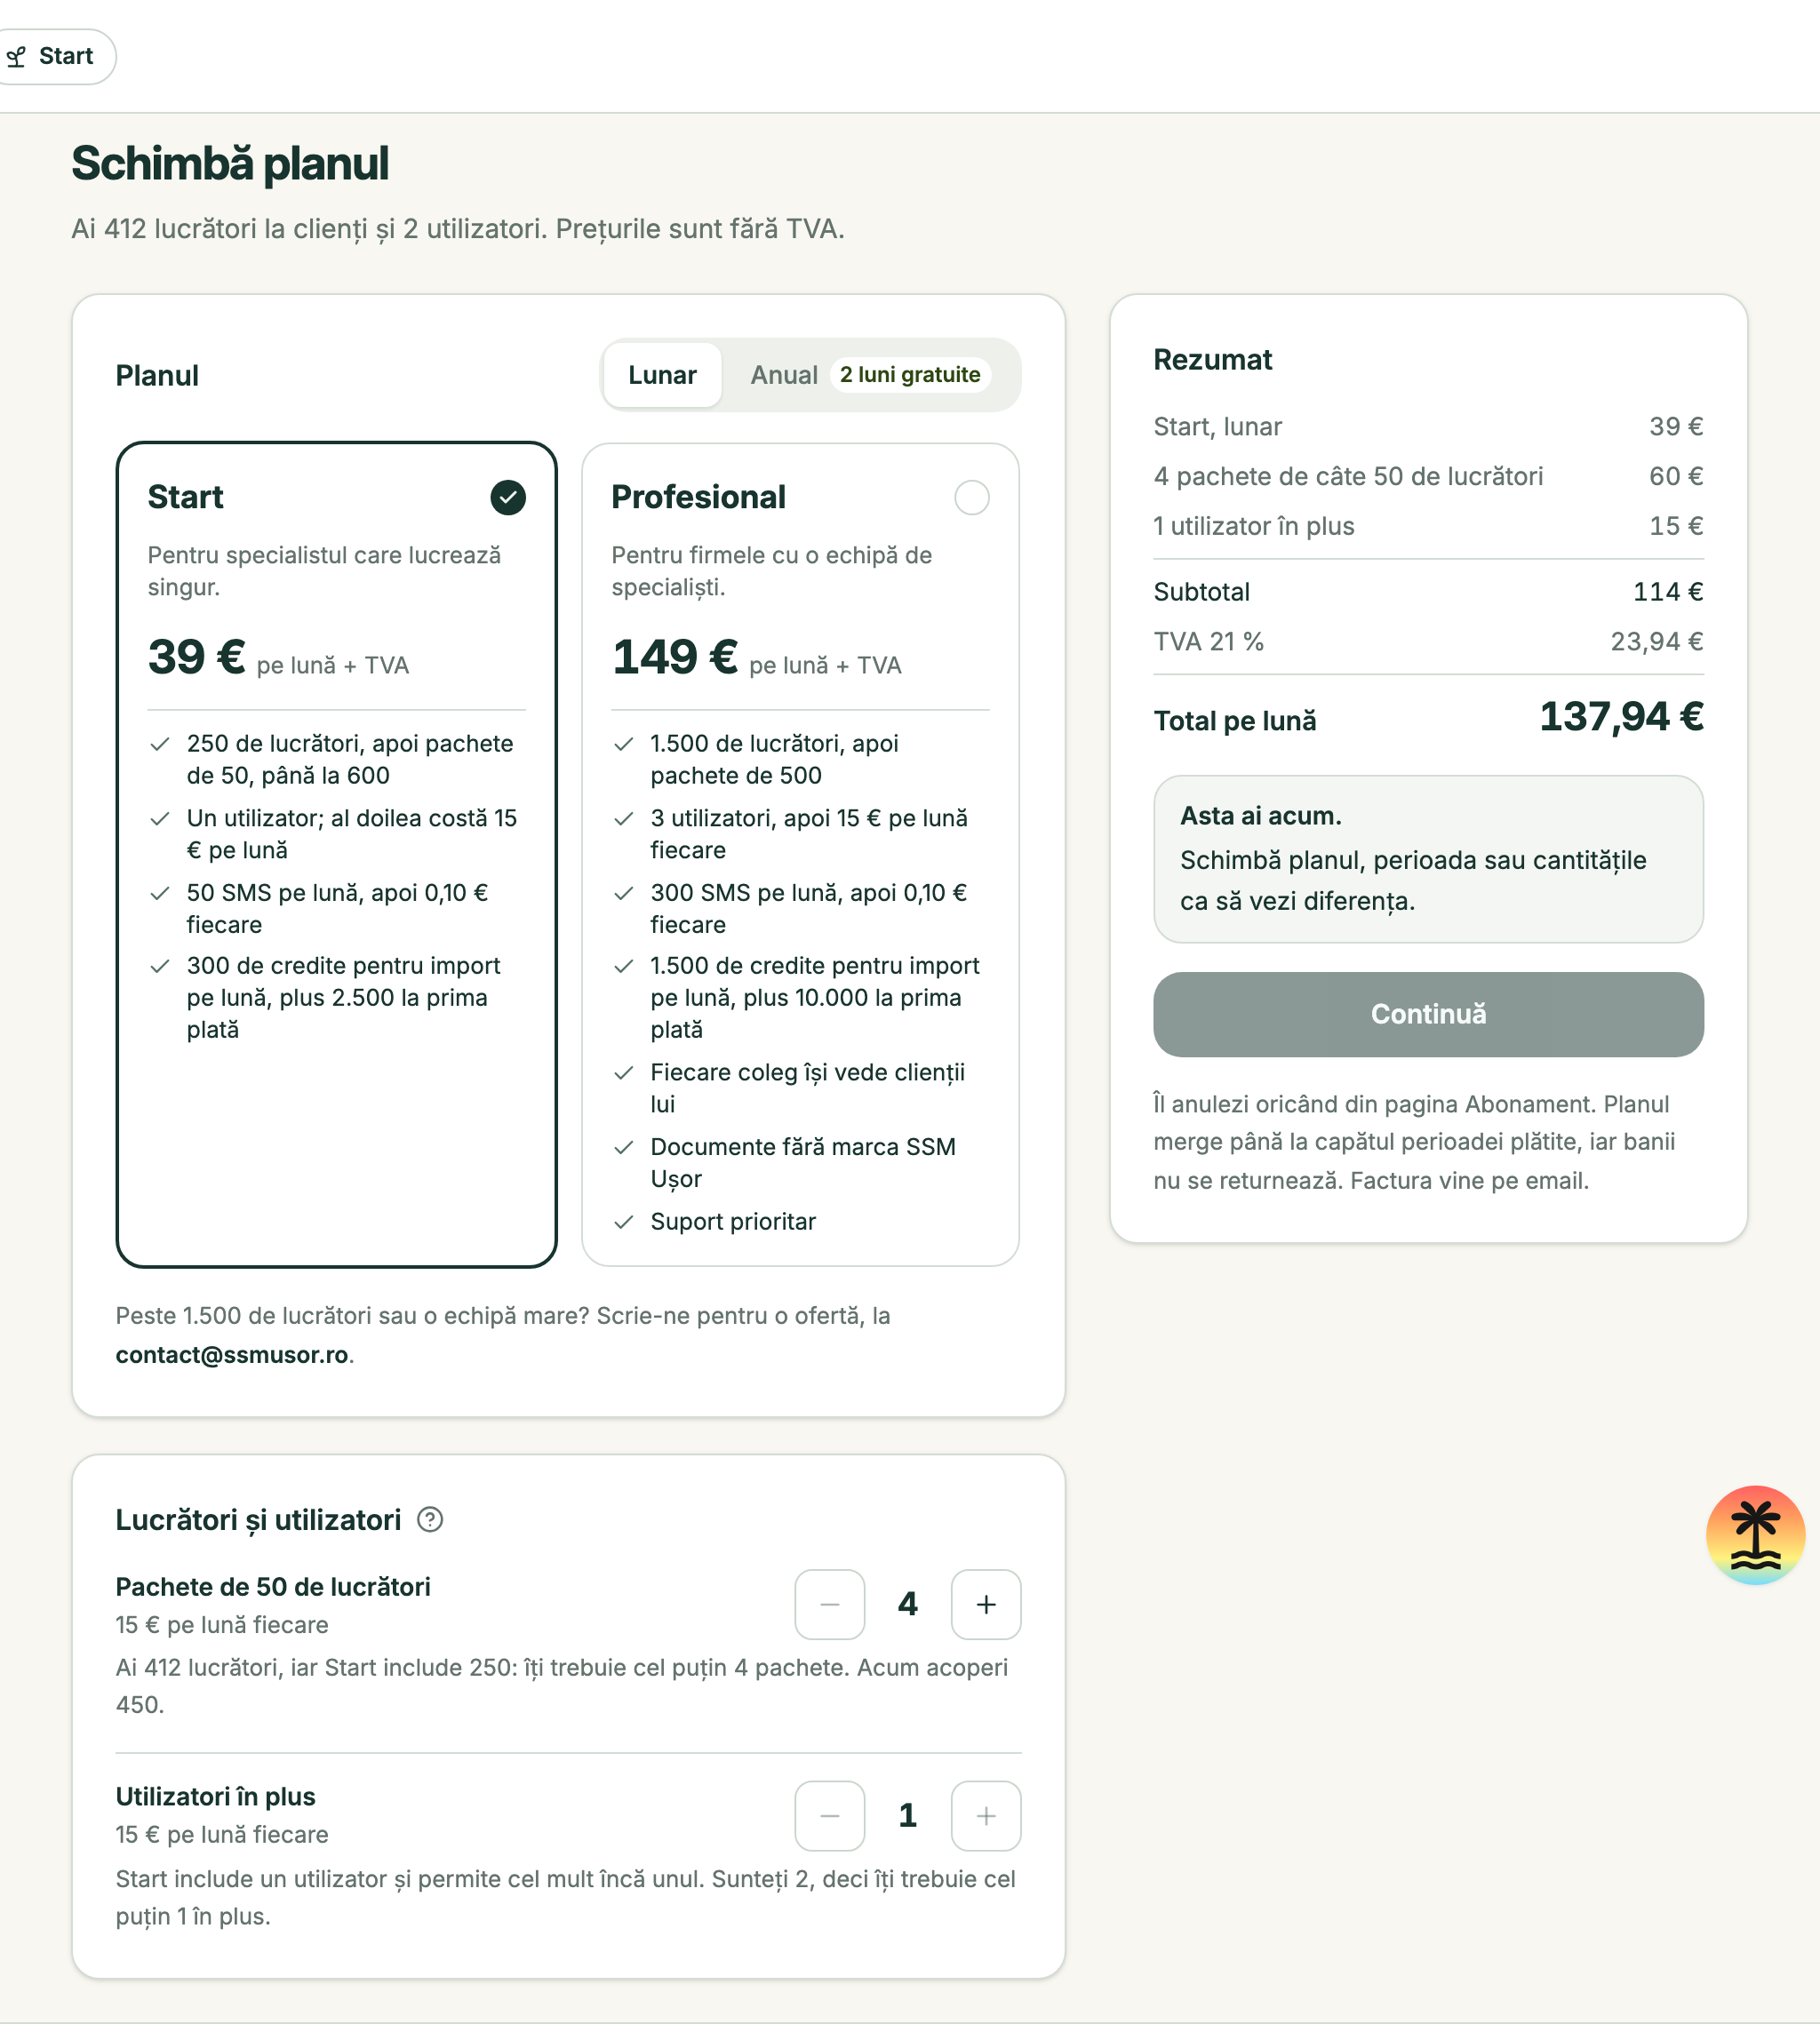 Start
Schimbă planul
Ai 412 lucrători la clienți și 2 utilizatori. Prețurile sunt fără TVA.
Planul
Lunar
Anual 2 luni gratuite
Start
Pentru specialistul care lucrează
singur.
39 € pe lună + TVA
250 de lucrători, apoi pachete
de 50, până la 600
Un utilizator; al doilea costă 15
€ pe lună
50 SMS pe lună, apoi 0,10 €
fiecare
300 de credite pentru import
pe lună, plus 2.500 la prima
plată
Profesional
Pentru firmele cu o echipă de
specialiști.
149 € pe lună + TVA
1.500 de lucrători, apoi
pachete de 500
3 utilizatori, apoi 15 € pe lună
fiecare
300 SMS pe lună, apoi 0,10 €
fiecare
1.500 de credite pentru import
pe lună, plus 10.000 la prima
plată
Fiecare coleg își vede clienții
lui
Documente fără marca SSM
Ușor
Suport prioritar
Peste 1.500 de lucrători sau o echipă mare? Scrie-ne pentru o ofertă, la
contact@ssmusor.ro.
Rezumat
Start, lunar 39 €
4 pachete de câte 50 de lucrători 60 €
1 utilizator în plus 15 €
Subtotal 114 €
TVA 21 % 23,94 €
Total pe lună 137,94 €
Asta ai acum.
Schimbă planul, perioada sau cantitățile
ca să vezi diferența.
Continuă
Îl anulezi oricând din pagina Abonament. Planul
merge până la capătul perioadei plătite, iar banii
nu se returnează. Factura vine pe email.
Lucrători și utilizatori
Pachete de 50 de lucrători
15 € pe lună fiecare
− 4 +
Ai 412 lucrători, iar Start include 250: îți trebuie cel puțin 4 pachete. Acum acoperi
450.
Utilizatori în plus
15 € pe lună fiecare
− 1 +
Start include un utilizator și permite cel mult încă unul. Sunteți 2, deci îți trebuie cel
puțin 1 în plus.